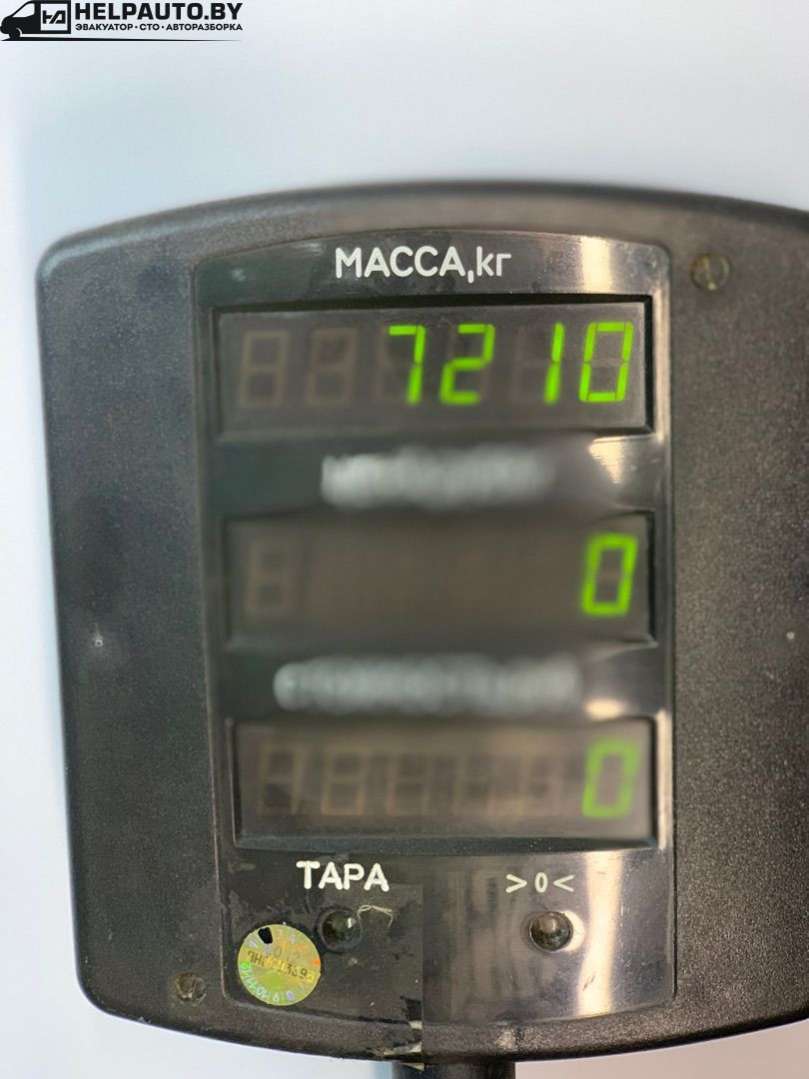 HELPAUTO.BY
ЭВАКУАТОР • СТО • АВТОРАЗБОРКА
МАССА,кг
7210
0
0
ТАРА
>0<